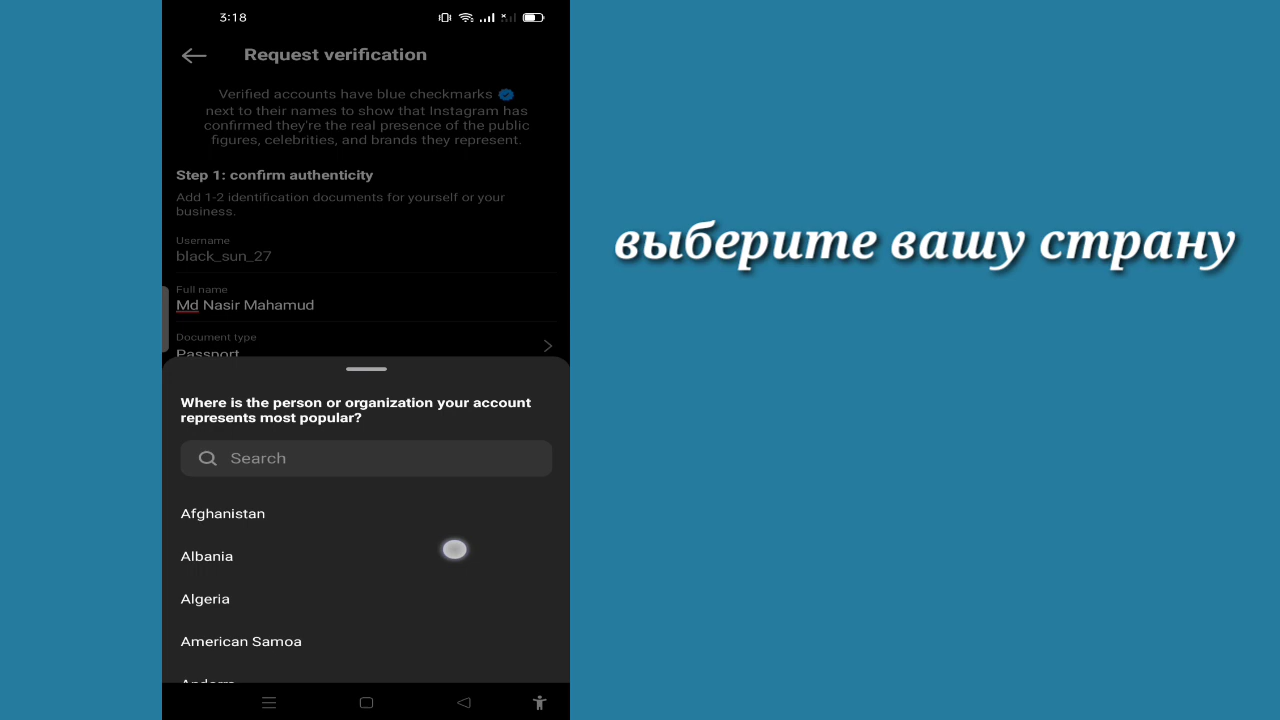 3:18
Request verification
Verified accounts have blue checkmarks
next to their names to show that Instagram has
confirmed they're the real presence of the public
figures, celebrities, and brands they represent.
Step 1: confirm authenticity
Add 1-2 identification documents for yourself or your
business.
Username
black_sun_27
Full name
Md Nasir Mahamud
Document type
Passport
Where is the person or organization your account
represents most popular?
Search
Afghanistan
Albania
Algeria
American Samoa
выберите вашу страну